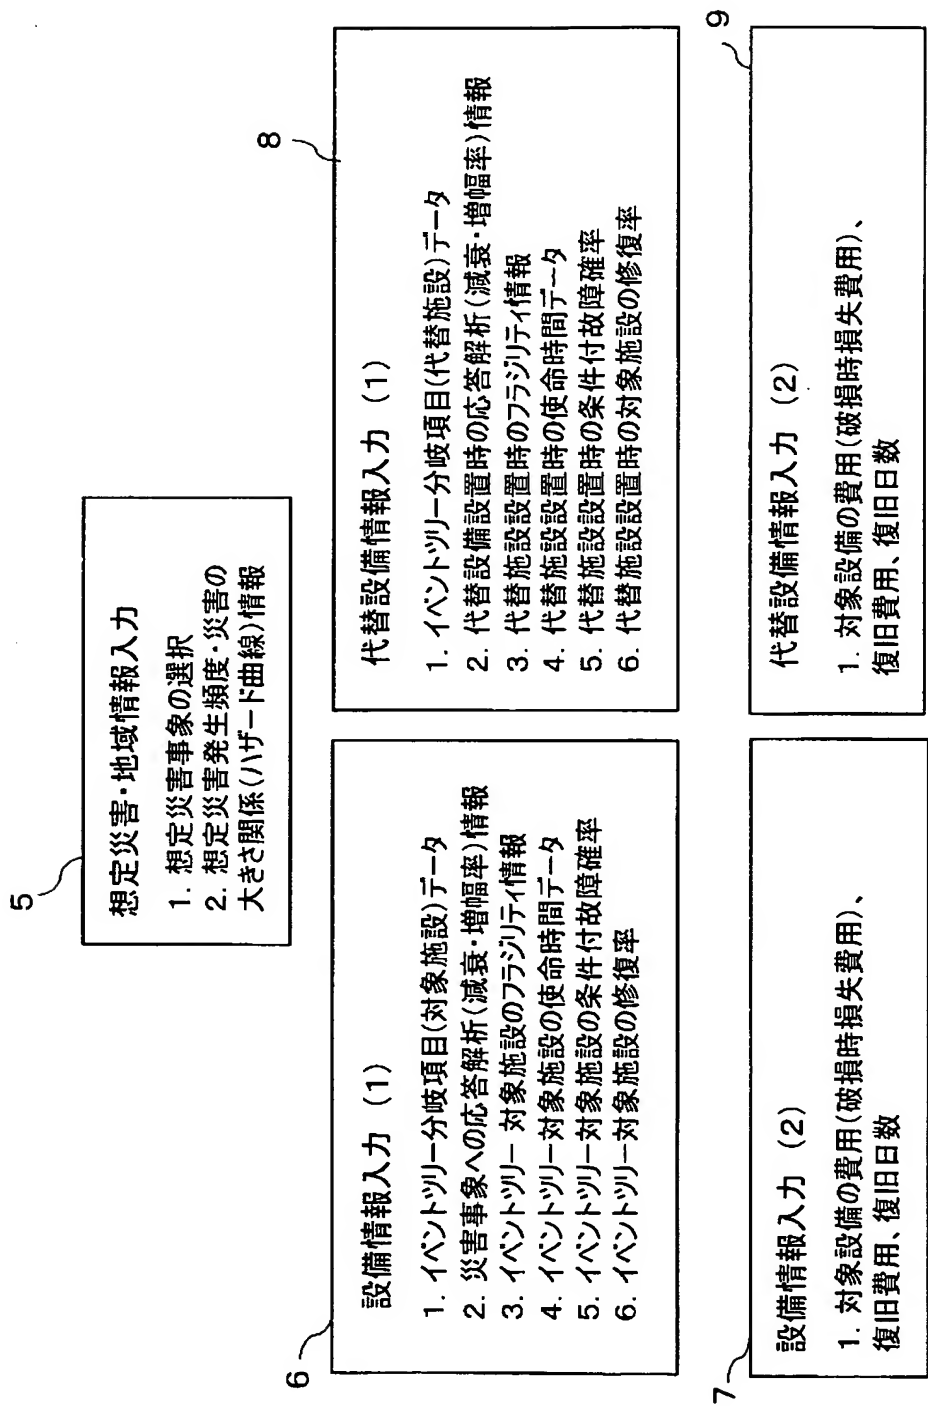 5
想定災害・地域情報入力
1. 想定災害事象の選択
2. 想定災害発生頻度・災害の
大きさ関係(ハザード曲線)情報
6
設備情報入力 (1)
1. イベントツリー分岐項目(対象施設)データ
2. 災害事象への応答解析(減衰・増幅率)情報
3. イベントツリー 対象施設のフラジリティ情報
4. イベントツリー対象施設の使命時間データ
5. イベントツリー対象施設の条件付故障確率
6. イベントツリー対象施設の修復率
8
代替設備情報入力 (1)
1. イベントツリー分岐項目(代替施設)データ
2. 代替設備設置時の応答解析(減衰・増幅率)情報
3. 代替施設設置時のフラジリティ情報
4. 代替施設設置時の使命時間データ
5. 代替施設設置時の条件付故障確率
6. 代替施設設置時の対象施設の修復率
7
設備情報入力 (2)
1. 対象設備の費用(破損時損失費用)、
復旧費用、復旧日数
9
代替設備情報入力 (2)
1. 対象設備の費用(破損時損失費用)、
復旧費用、復旧日数